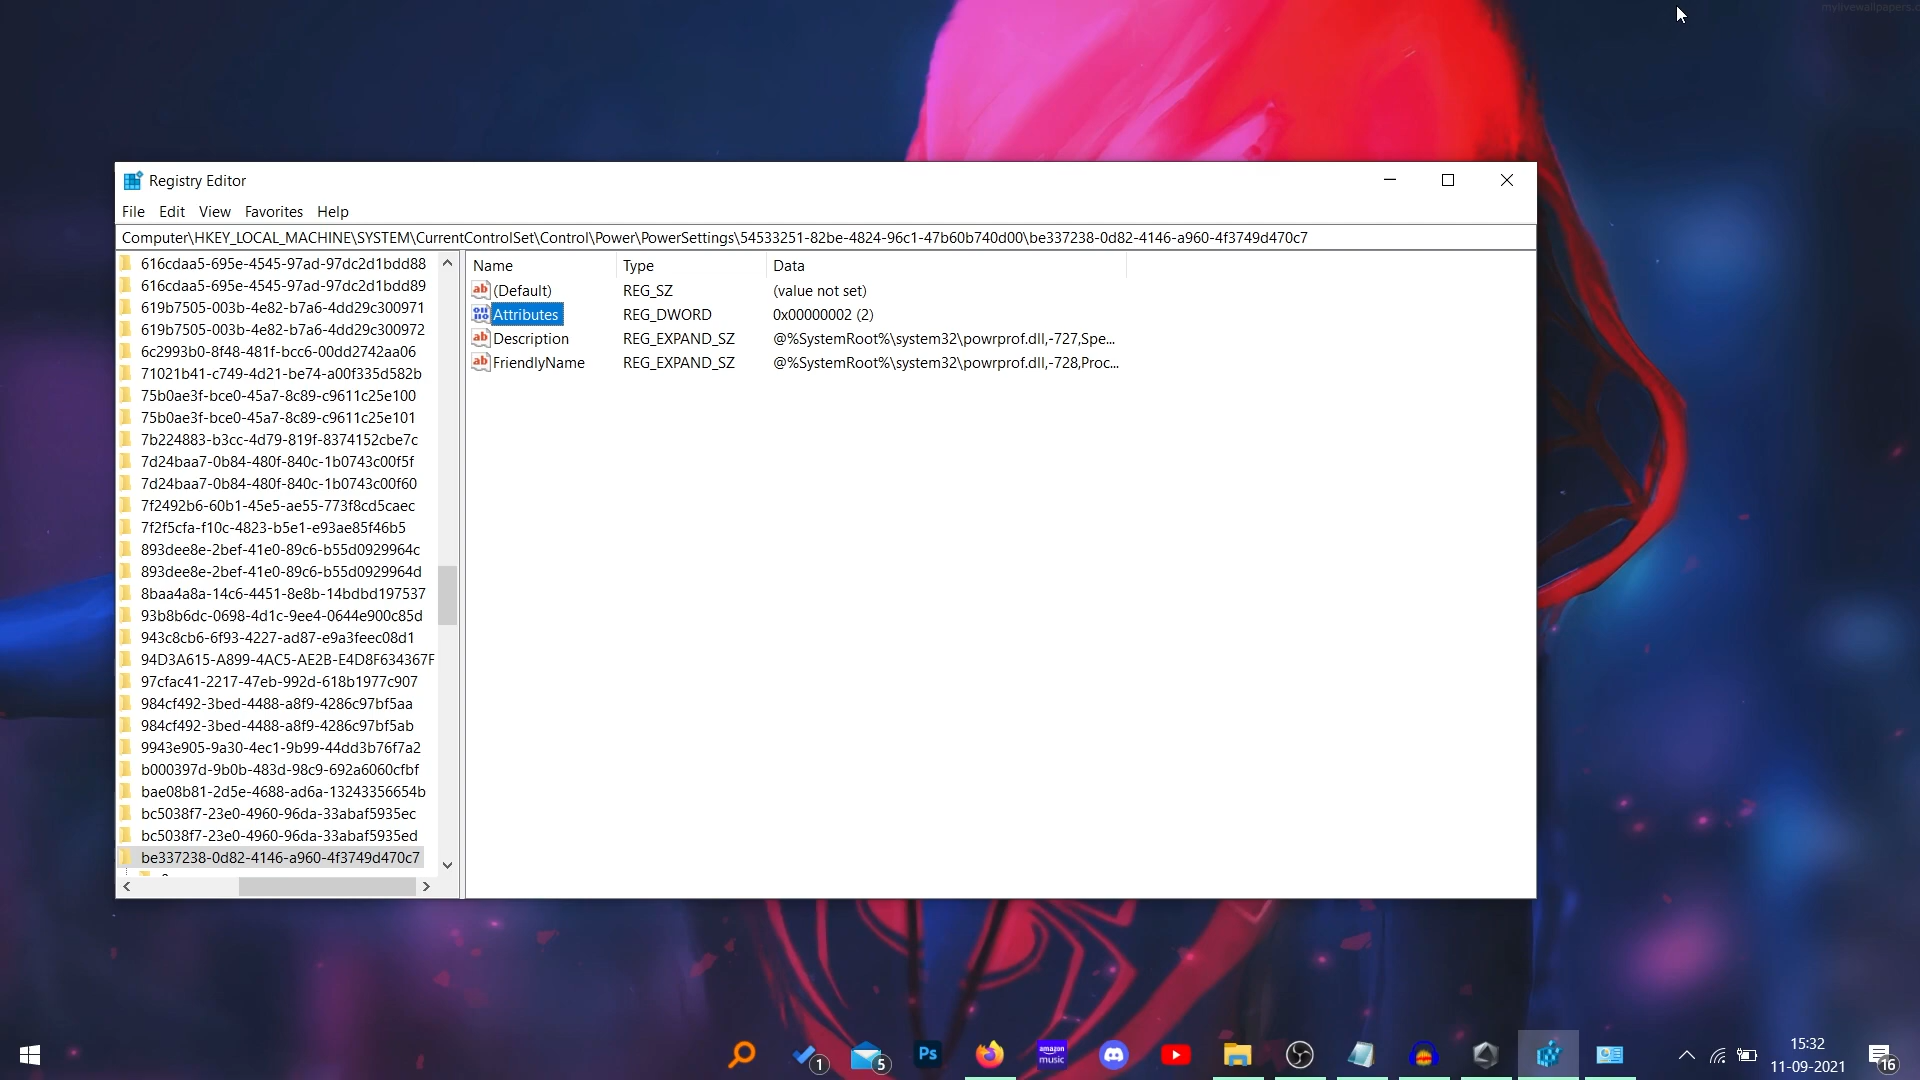 mylivewallpapers.c
Registry Editor
File Edit View Favorites Help
Computer\HKEY_LOCAL_MACHINE\SYSTEM\CurrentControlSet\Control\Power\PowerSettings\54533251-82be-4824-96c1-47b60b740d00\be337238-0d82-4146-a960-4f3749d470c7
616cdaa5-695e-4545-97ad-97dc2d1bdd88
616cdaa5-695e-4545-97ad-97dc2d1bdd89
619b7505-003b-4e82-b7a6-4dd29c300971
619b7505-003b-4e82-b7a6-4dd29c300972
6c2993b0-8f48-481f-bcc6-00dd2742aa06
71021b41-c749-4d21-be74-a00f335d582b
75b0ae3f-bce0-45a7-8c89-c9611c25e100
75b0ae3f-bce0-45a7-8c89-c9611c25e101
7b224883-b3cc-4d79-819f-8374152cbe7c
7d24baa7-0b84-480f-840c-1b0743c00f5f
7d24baa7-0b84-480f-840c-1b0743c00f60
7f2492b6-60b1-45e5-ae55-773f8cd5caec
7f2f5cfa-f10c-4823-b5e1-e93ae85f46b5
893dee8e-2bef-41e0-89c6-b55d0929964c
893dee8e-2bef-41e0-89c6-b55d0929964d
8baa4a8a-14c6-4451-8e8b-14bdbd197537
93b8b6dc-0698-4d1c-9ee4-0644e900c85d
943c8cb6-6f93-4227-ad87-e9a3feec08d1
94D3A615-A899-4AC5-AE2B-E4D8F634367F
97cfac41-2217-47eb-992d-618b1977c907
984cf492-3bed-4488-a8f9-4286c97bf5aa
984cf492-3bed-4488-a8f9-4286c97bf5ab
9943e905-9a30-4ec1-9b99-44dd3b76f7a2
b000397d-9b0b-483d-98c9-692a6060cfbf
bae08b81-2d5e-4688-ad6a-13243356654b
bc5038f7-23e0-4960-96da-33abaf5935ec
bc5038f7-23e0-4960-96da-33abaf5935ed
be337238-0d82-4146-a960-4f3749d470c7
Name Type Data
(Default) REG_SZ (value not set)
Attributes REG_DWORD 0x00000002 (2)
Description REG_EXPAND_SZ @%SystemRoot%\system32\powrprof.dll,-727,Spe...
FriendlyName REG_EXPAND_SZ @%SystemRoot%\system32\powrprof.dll,-728,Proc...
1
5
Ps
amazon
music
15:32
11-09-2021
16